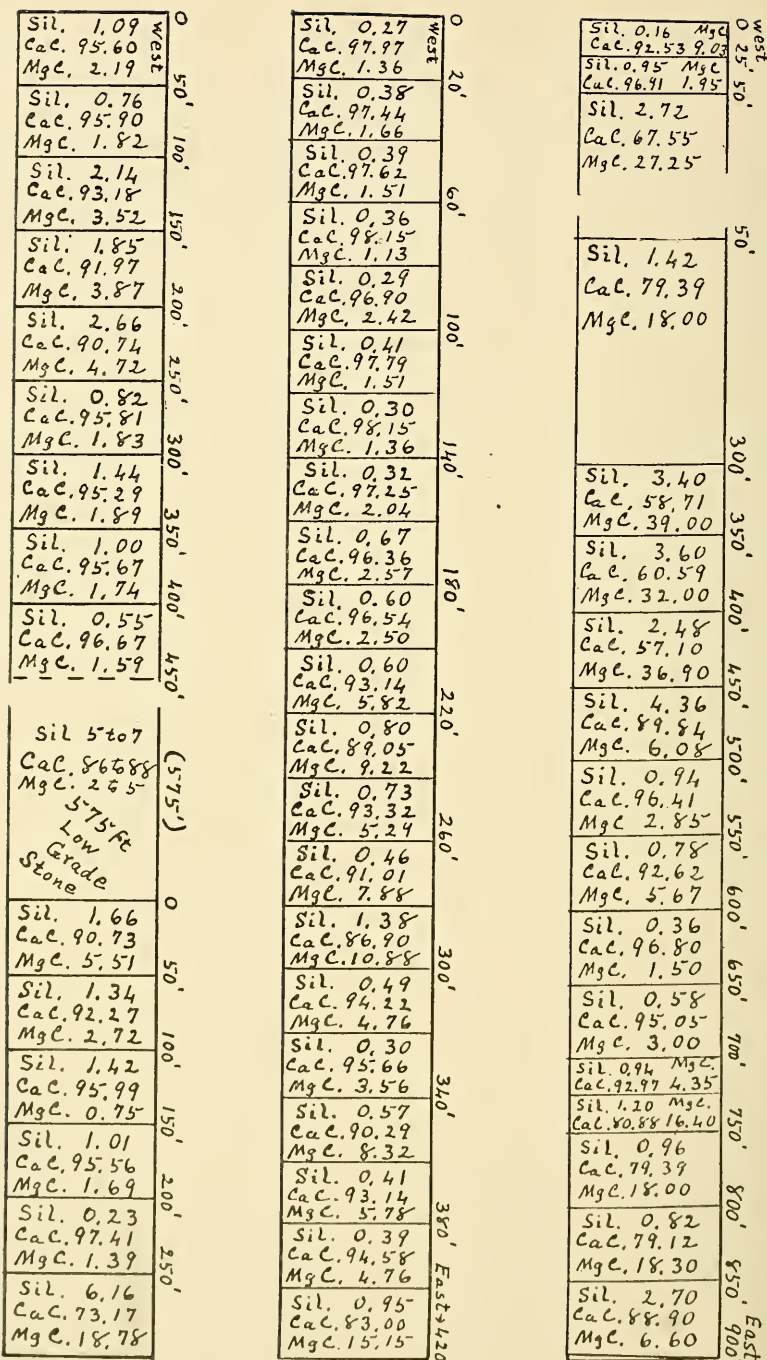 west
0
Sil. 1.09
CaC. 95.60
MgC. 2.19
50'
Sil. 0.76
CaC. 95.90
MgC. 1.82
100'
Sil. 2.14
CaC. 93.18
MgC. 3.52
150'
Sil. 1.85
CaC. 91.97
MgC. 3.87
200'
Sil. 2.66
CaC. 90.74
MgC. 4.72
250'
Sil. 0.82
CaC. 95.81
MgC. 1.83
300'
Sil. 1.44
CaC. 95.29
MgC. 1.89
350'
Sil. 1.00
CaC. 95.67
MgC. 1.74
400'
Sil. 0.55
CaC. 96.67
MgC. 1.59
450'
Sil 5 to 7
CaC. 86 to 88
MgC. 2 to 5
575 ft
Low
Grade
Stone
(575')
0
Sil. 1.66
CaC. 90.73
MgC. 5.51
50'
Sil. 1.34
CaC. 92.27
MgC. 2.72
100'
Sil. 1.42
CaC. 95.99
MgC. 0.75
150'
Sil. 1.01
CaC. 95.56
MgC. 1.69
200'
Sil. 0.23
CaC. 97.41
MgC. 1.39
250'
Sil. 6.16
CaC. 73.17
MgC. 18.78
west
0
Sil. 0.27
CaC. 97.97
MgC. 1.36
20'
Sil. 0.38
CaC. 97.44
MgC. 1.66
Sil. 0.39
CaC. 97.62
MgC. 1.51
60'
Sil. 0.36
CaC. 98.15
MgC. 1.13
Sil. 0.29
CaC. 96.90
MgC. 2.42
100'
Sil. 0.41
CaC. 97.79
MgC. 1.51
Sil. 0.30
CaC. 98.15
MgC. 1.36
140'
Sil. 0.32
CaC. 97.25
MgC. 2.04
Sil. 0.67
CaC. 96.36
MgC. 2.57
180'
Sil. 0.60
CaC. 96.54
MgC. 2.50
Sil. 0.60
CaC. 93.14
MgC. 5.82
220'
Sil. 0.80
CaC. 89.05
MgC. 9.22
Sil. 0.73
CaC. 93.32
MgC. 5.29
260'
Sil. 0.46
CaC. 91.01
MgC. 7.88
Sil. 1.38
CaC. 86.90
MgC. 10.88
300'
Sil. 0.49
CaC. 94.22
MgC. 4.76
Sil. 0.30
CaC. 95.66
MgC. 3.56
340'
Sil. 0.57
CaC. 90.29
MgC. 8.32
Sil. 0.41
CaC. 93.14
MgC. 5.78
380'
Sil. 0.39
CaC. 94.58
MgC. 4.76
Sil. 0.95
CaC. 83.00
MgC. 15.15
East 420
west
0
Sil. 0.16 MgC
CaC. 92.53 9.03
25'
Sil. 0.95 MgC
CaC. 96.91 1.95
50'
Sil. 2.72
CaC. 67.55
MgC. 27.25
50'
Sil. 1.42
CaC. 79.39
MgC. 18.00
300'
Sil. 3.40
CaC. 58.71
MgC. 39.00
350'
Sil. 3.60
CaC. 60.59
MgC. 32.00
400'
Sil. 2.48
CaC. 57.10
MgC. 36.90
450'
Sil. 4.36
CaC. 89.84
MgC. 6.08
500'
Sil. 0.94
CaC. 96.41
MgC 2.85
550'
Sil. 0.78
CaC. 92.62
MgC. 5.67
600'
Sil. 0.36
CaC. 96.80
MgC. 1.50
650'
Sil. 0.58
CaC. 95.05
MgC. 3.00
700'
Sil. 0.94 MgC.
CaC. 92.97 4.35
Sil. 1.20 MgC.
CaC. 80.88 16.40
750'
Sil. 0.96
CaC. 79.39
MgC. 18.00
800'
Sil. 0.82
CaC. 79.12
MgC. 18.30
850'
Sil. 2.70
CaC. 88.90
MgC. 6.60
East
900